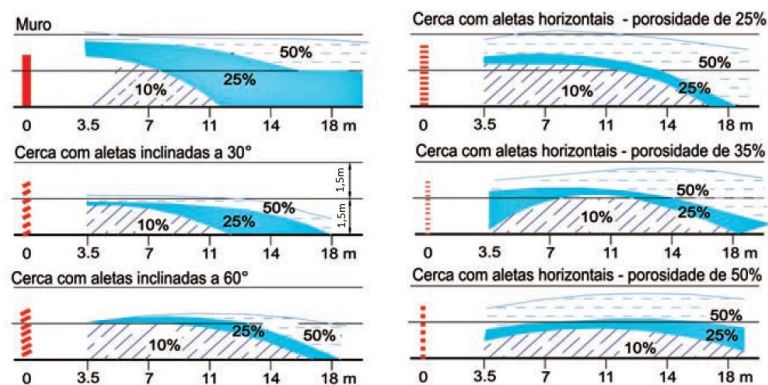 Muro
50%
25%
10%
0 3.5 7 11 14 18 m
Cerca com aletas inclinadas a 30°
1,5m
1,5m
50%
25%
10%
0 3.5 7 11 14 18 m
Cerca com aletas inclinadas a 60°
25%
50%
10%
0 3.5 7 11 14 18 m
Cerca com aletas horizontais - porosidade de 25%
50%
25%
10%
0 3.5 7 11 14 18 m
Cerca com aletas horizontais - porosidade de 35%
50%
25%
10%
0 3.5 7 11 14 18 m
Cerca com aletas horizontais - porosidade de 50%
50%
25%
10%
0 3.5 7 11 14 18 m